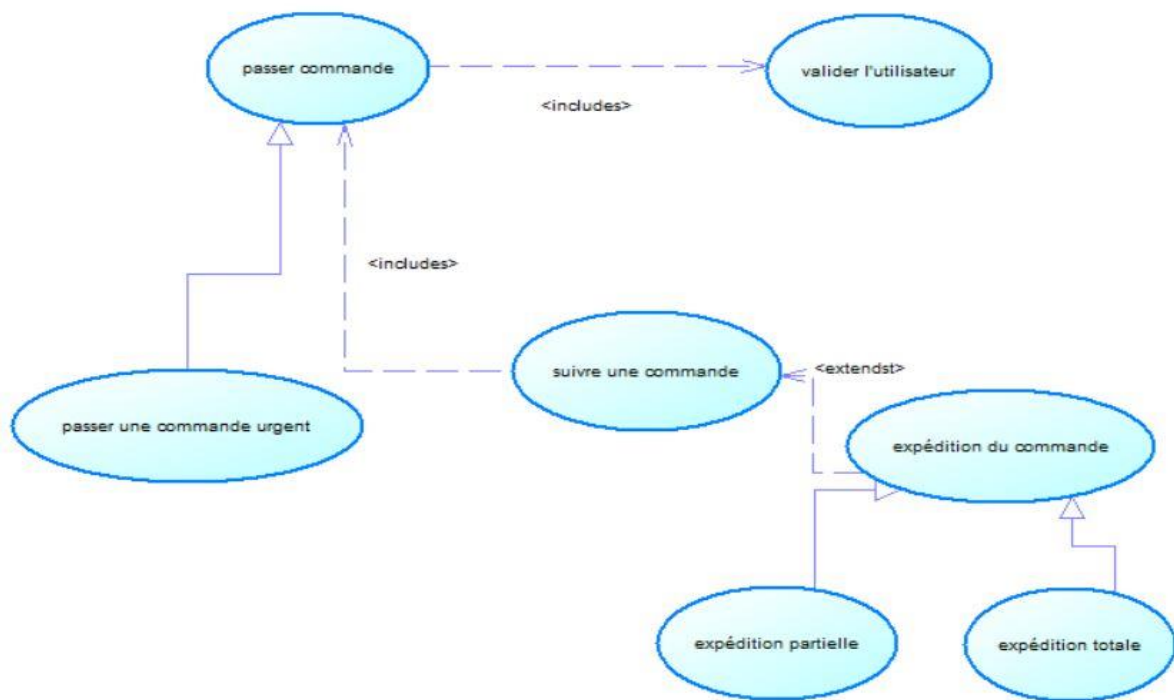 passer commande
valider l'utilisateur
<includes>
<includes>
suivre une commande
<extendst>
passer une commande urgent
expédition du commande
expédition partielle
expédition totale